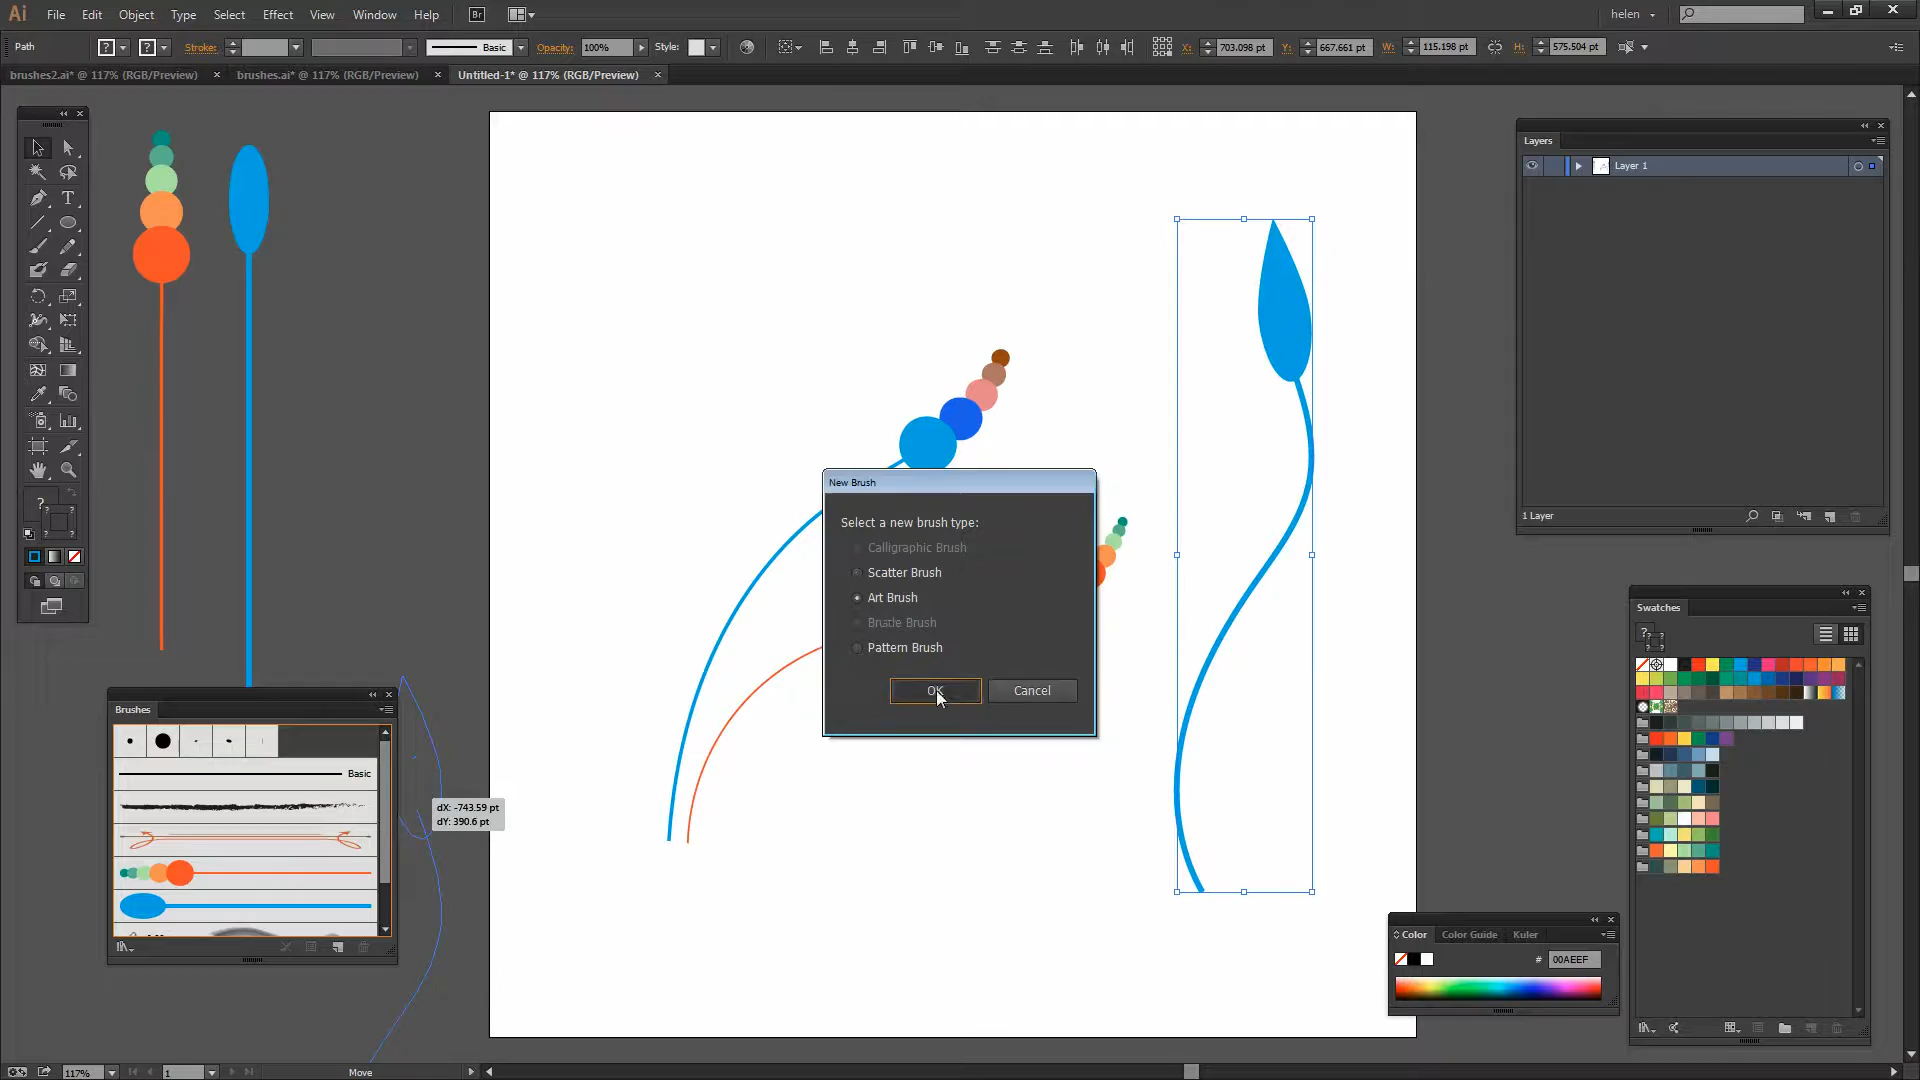 Ai File Edit Object Type Select Effect View Window Help Br helen
Path Stroke: Basic Opacity: 100% Style: X: 703.098 pt Y: 667.661 pt W: 115.198 pt H: 575.504 pt
brushes2.ai* @ 117% (RGB/Preview) brushes.ai* @ 117% (RGB/Preview) Untitled-1* @ 117% (RGB/Preview)
Layers
Layer 1
1 Layer
New Brush
Select a new brush type:
Calligraphic Brush
Scatter Brush
Art Brush
Bristle Brush
Pattern Brush
OK Cancel
Swatches
Brushes
Basic
dX: -743.59 pt
dY: 390.6 pt
Color Color Guide Kuler
# 00AEEF
117% 1 Move